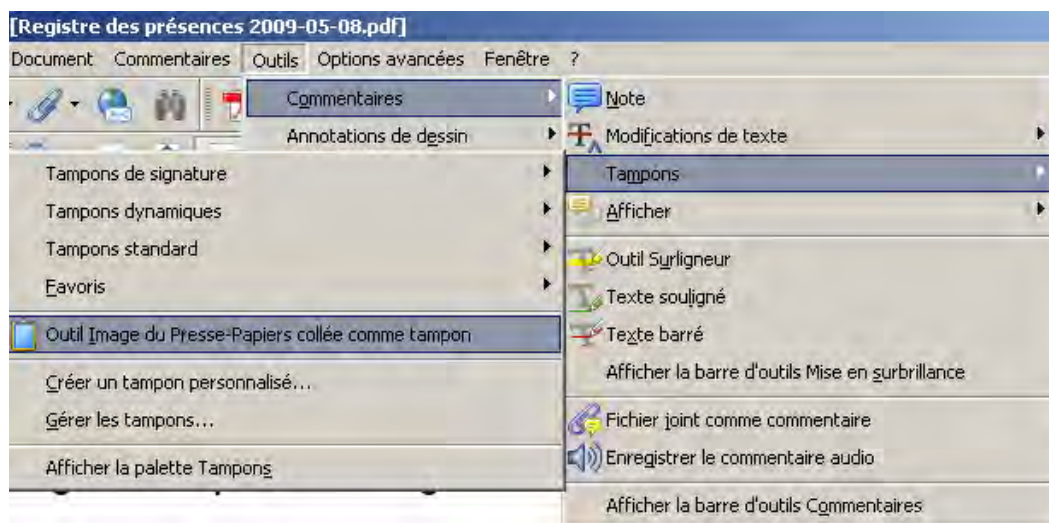 [Registre des présences 2009-05-08.pdf]
Document Commentaires Outils Options avancées Fenêtre ?
Commentaires
Annotations de dessin
Note
Modifications de texte
Tampons
Afficher
Outil Surligneur
Texte souligné
Texte barré
Afficher la barre d'outils Mise en surbrillance
Fichier joint comme commentaire
Enregistrer le commentaire audio
Afficher la barre d'outils Commentaires
Tampons de signature
Tampons dynamiques
Tampons standard
Favoris
Outil Image du Presse-Papiers collée comme tampon
Créer un tampon personnalisé...
Gérer les tampons...
Afficher la palette Tampons